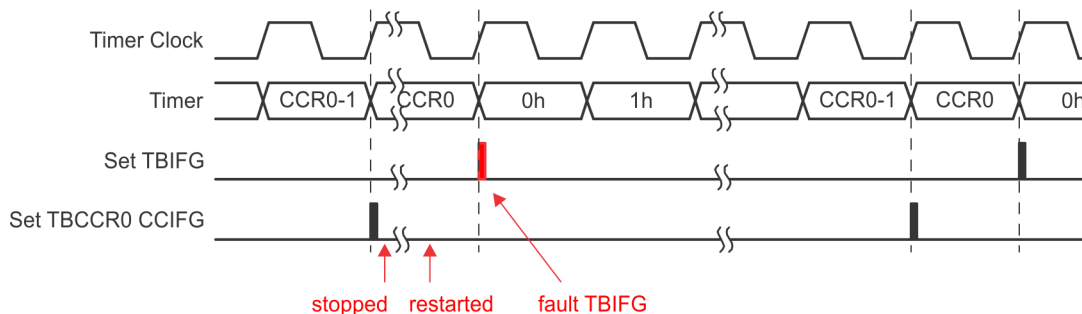 Timer Clock
Timer CCR0-1 CCR0 0h 1h CCR0-1 CCR0 0h
Set TBIFG
Set TBCCR0 CCIFG
stopped restarted fault TBIFG